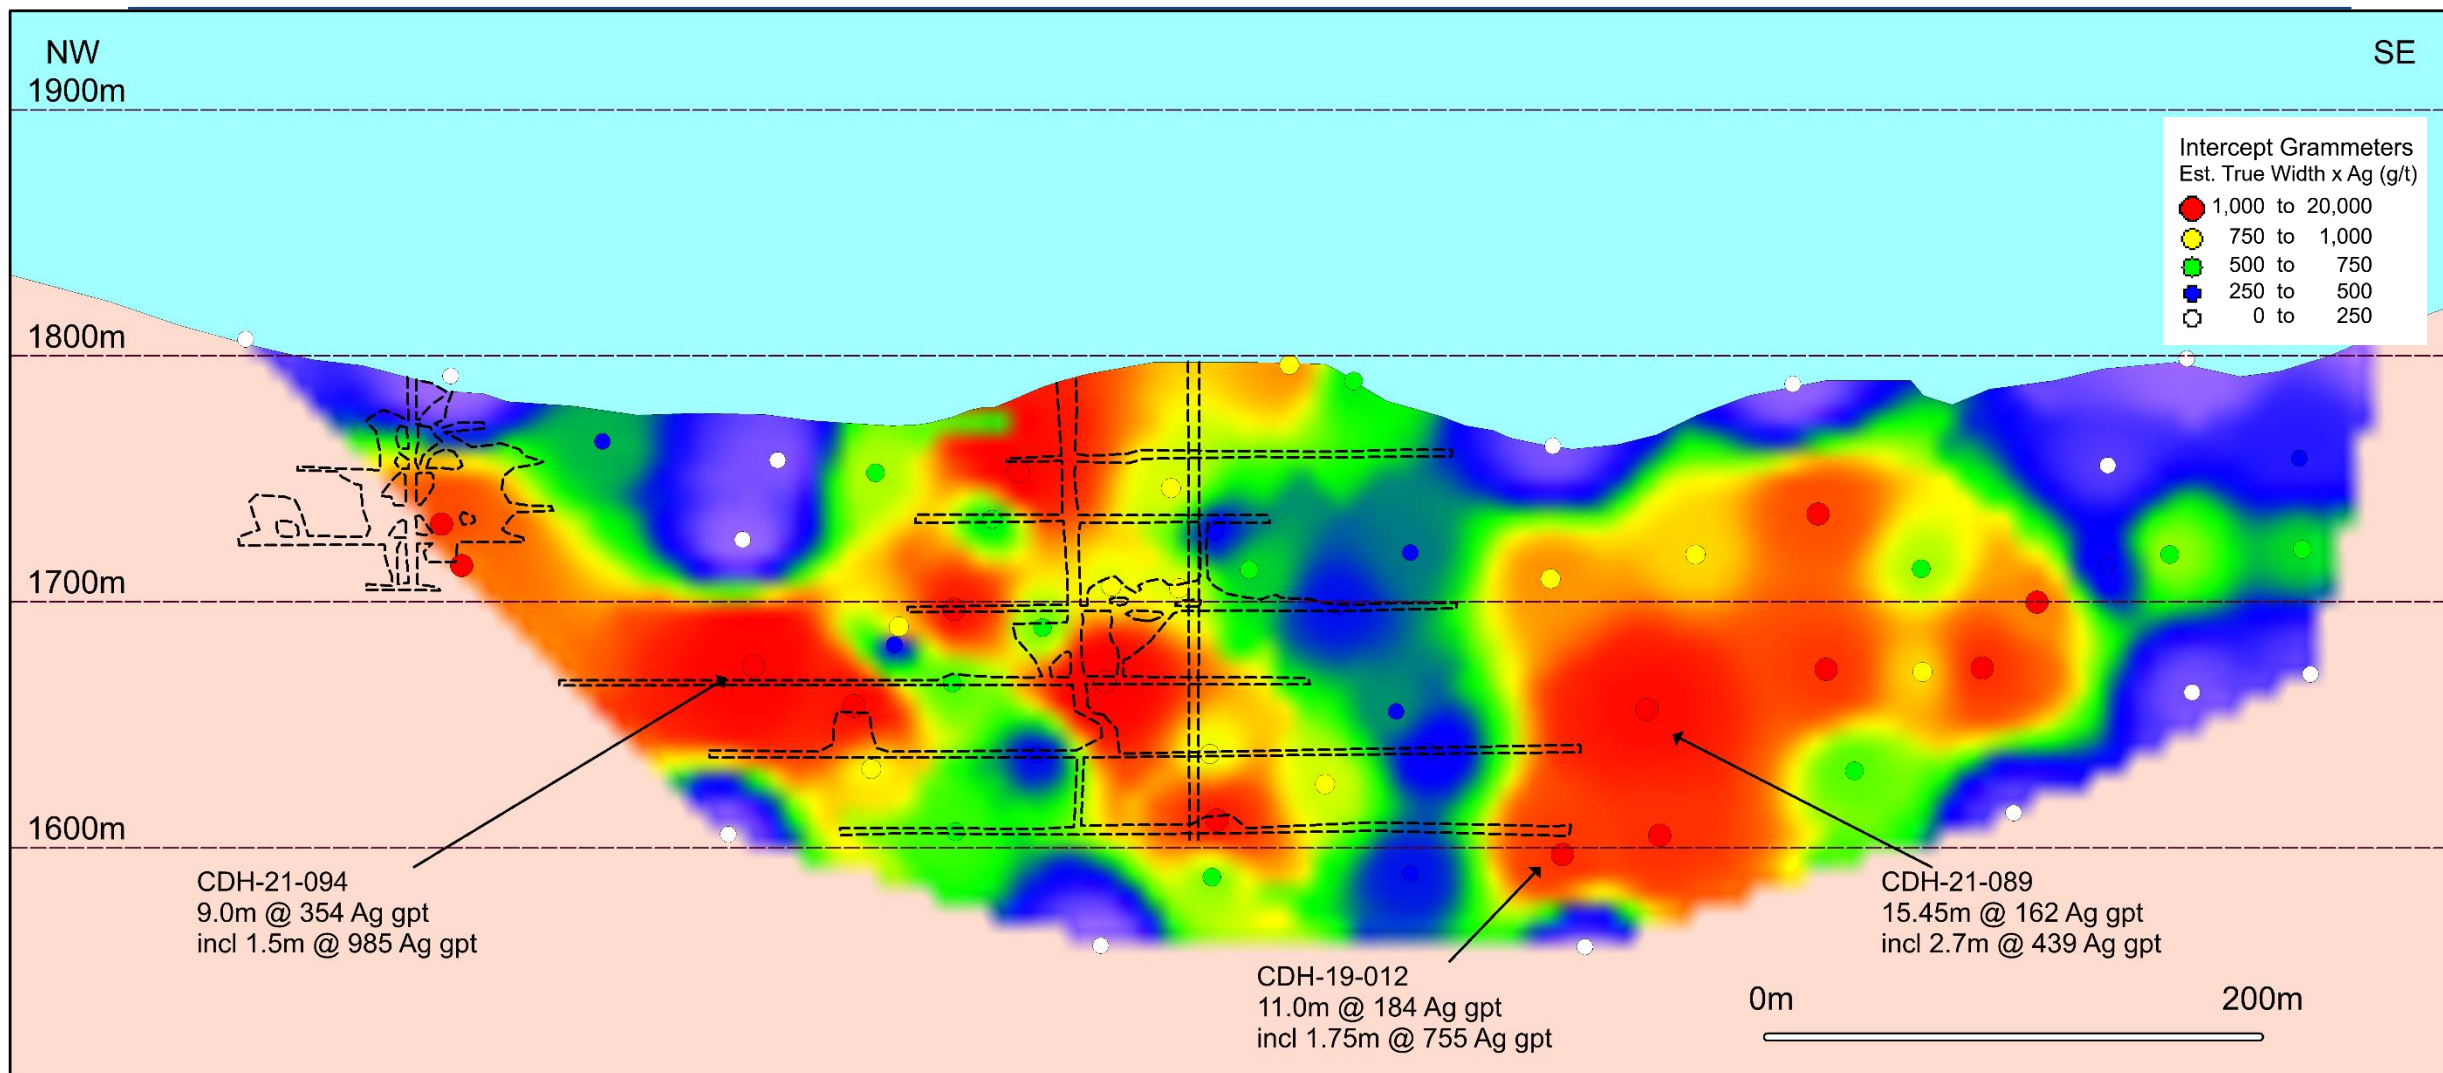 NW
SE
1900m
1800m
1700m
1600m
Intercept Grammeters
Est. True Width x Ag (g/t)
1,000 to 20,000
750 to 1,000
500 to 750
250 to 500
0 to 250
CDH-21-094
9.0m @ 354 Ag gpt
incl 1.5m @ 985 Ag gpt
CDH-19-012
11.0m @ 184 Ag gpt
incl 1.75m @ 755 Ag gpt
CDH-21-089
15.45m @ 162 Ag gpt
incl 2.7m @ 439 Ag gpt
0m 200m